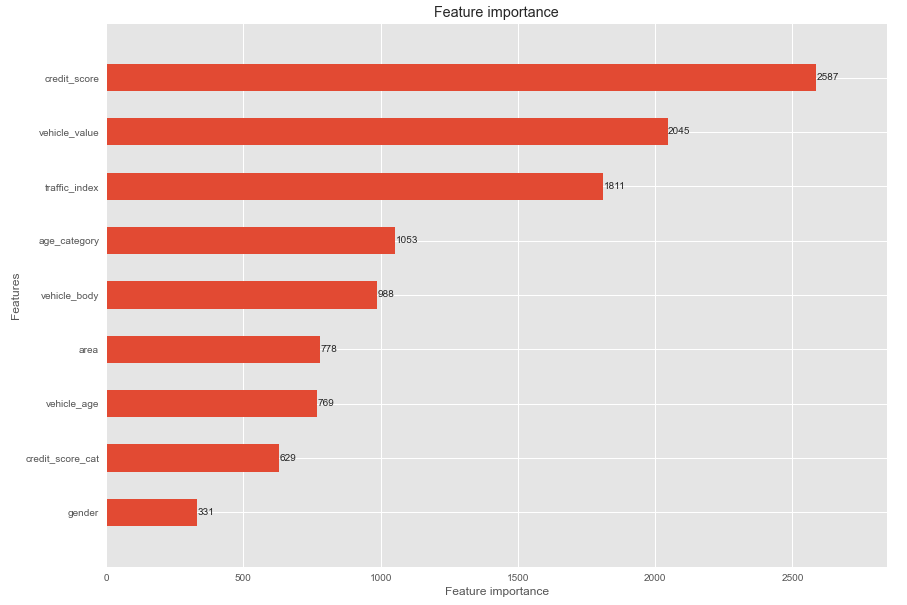 Feature importance
credit_score 2587
vehicle_value 2045
traffic_index 1811
age_category 1053
vehicle_body 988
area 778
vehicle_age 769
credit_score_cat 629
gender 331
Features
0 500 1000 1500 2000 2500
Feature importance